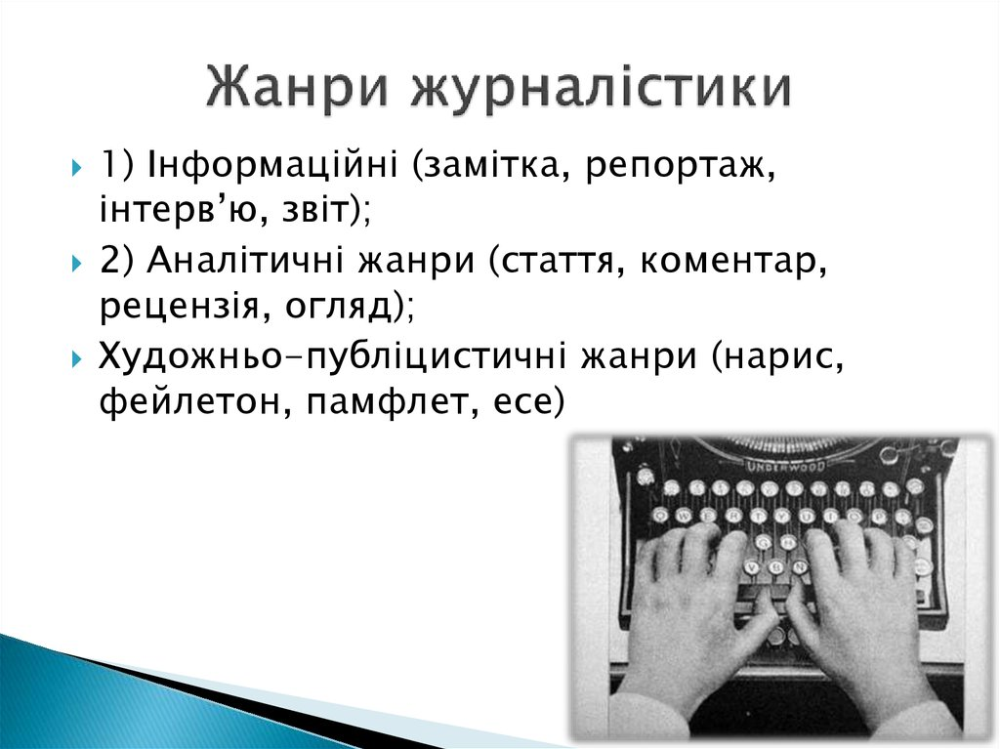 Жанри журналістики
1) Інформаційні (замітка, репортаж,
інтерв’ю, звіт);
2) Аналітичні жанри (стаття, коментар,
рецензія, огляд);
Художньо-публіцистичні жанри (нарис,
фейлетон, памфлет, есе)
UNDERWOOD